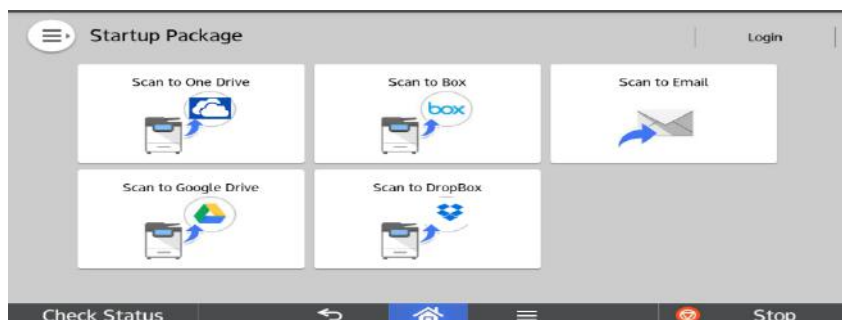 Startup Package
Login
Scan to One Drive
Scan to Box
Scan to Email
box
Scan to Google Drive
Scan to DropBox
Check Status
Stop